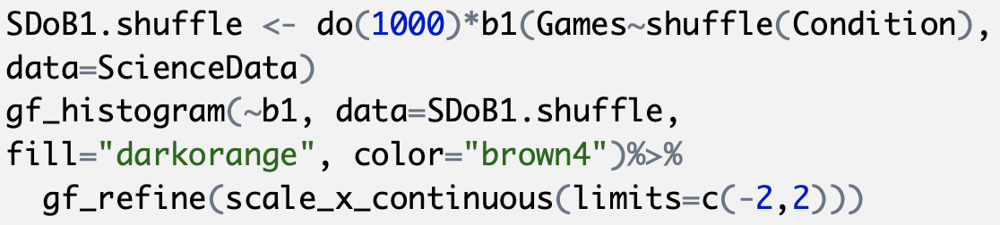 SDoB1.shuffle <- do(1000)*b1(Games~shuffle(Condition),
data=ScienceData)
gf_histogram(~b1, data=SDoB1.shuffle,
fill="darkorange", color="brown4")%>%
  gf_refine(scale_x_continuous(limits=c(-2,2)))